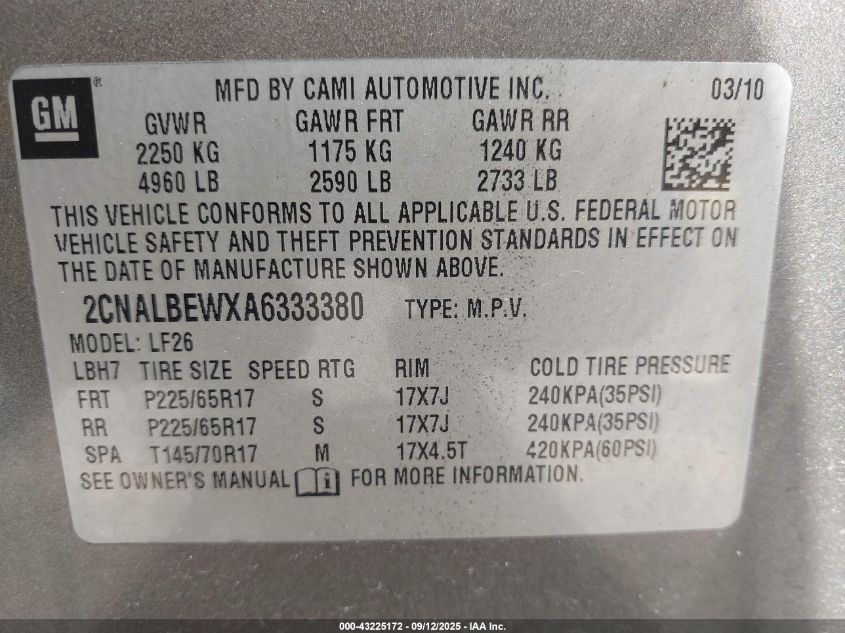 GM® MFD BY CAMI AUTOMOTIVE INC. 03/10
GVWR GAWR FRT GAWR RR
2250 KG 1175 KG 1240 KG
4960 LB 2590 LB 2733 LB
THIS VEHICLE CONFORMS TO ALL APPLICABLE U.S. FEDERAL MOTOR
VEHICLE SAFETY AND THEFT PREVENTION STANDARDS IN EFFECT ON
THE DATE OF MANUFACTURE SHOWN ABOVE.
2CNALBEWXA6333380 TYPE: M.P.V.
MODEL: LF26
LBH7 TIRE SIZE SPEED RTG RIM COLD TIRE PRESSURE
FRT P225/65R17 S 17X7J 240KPA(35PSI)
RR P225/65R17 S 17X7J 240KPA(35PSI)
SPA T145/70R17 M 17X4.5T 420KPA(60PSI)
SEE OWNER'S MANUAL i FOR MORE INFORMATION.
000-43225172 - 09/12/2025 - IAA Inc.